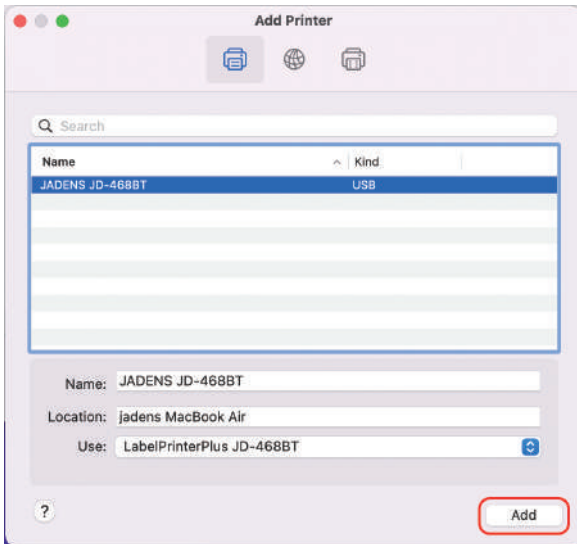 Add Printer
Search
Name Kind
JADENS JD-468BT USB
Name: JADENS JD-468BT
Location: jadens MacBook Air
Use: LabelPrinterPlus JD-468BT
? Add